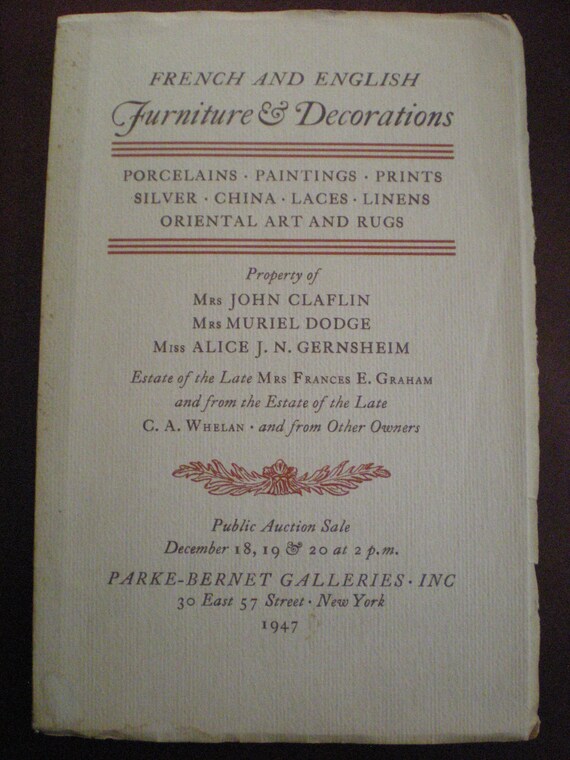 FRENCH AND ENGLISH
Furniture & Decorations
PORCELAINS · PAINTINGS · PRINTS
SILVER · CHINA · LACES · LINENS
ORIENTAL ART AND RUGS
Property of
Mrs JOHN CLAFLIN
Mrs MURIEL DODGE
Miss ALICE J. N. GERNSHEIM
Estate of the Late Mrs Frances E. Graham
and from the Estate of the Late
C. A. Whelan · and from Other Owners
Public Auction Sale
December 18, 19 & 20 at 2 p.m.
PARKE-BERNET GALLERIES · INC
30 East 57 Street · New York
1947